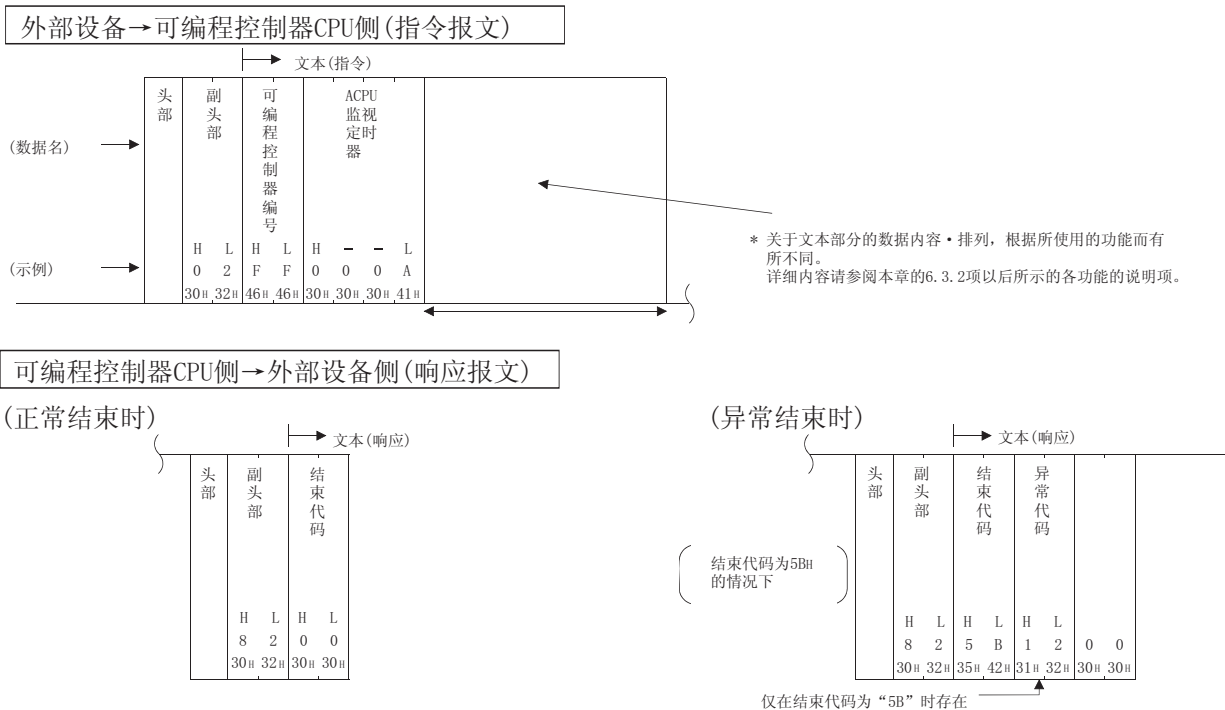 外部设备→可编程控制器CPU侧(指令报文)
文本(指令)
头部
副头部
可编程控制器编号
ACPU
监视
定时
器
(数据名)
H L H L H － － L
(示例)
0 2 F F 0 0 0 A
30H 32H 46H 46H 30H 30H 30H 41H
* 关于文本部分的数据内容·排列，根据所使用的功能而有
所不同。
详细内容请参阅本章的6.3.2项以后所示的各功能的说明项。
可编程控制器CPU侧→外部设备侧(响应报文)
(正常结束时)
文本(响应)
头部
副头部
结束代码
H L H L
8 2 0 0
30H 32H 30H 30H
(异常结束时)
文本(响应)
头部
副头部
结束代码
异常代码
结束代码为5BH
的情况下
H L H L H L
8 2 5 B 1 2 0 0
30H 32H 35H 42H 31H 32H 30H 30H
仅在结束代码为“5B”时存在